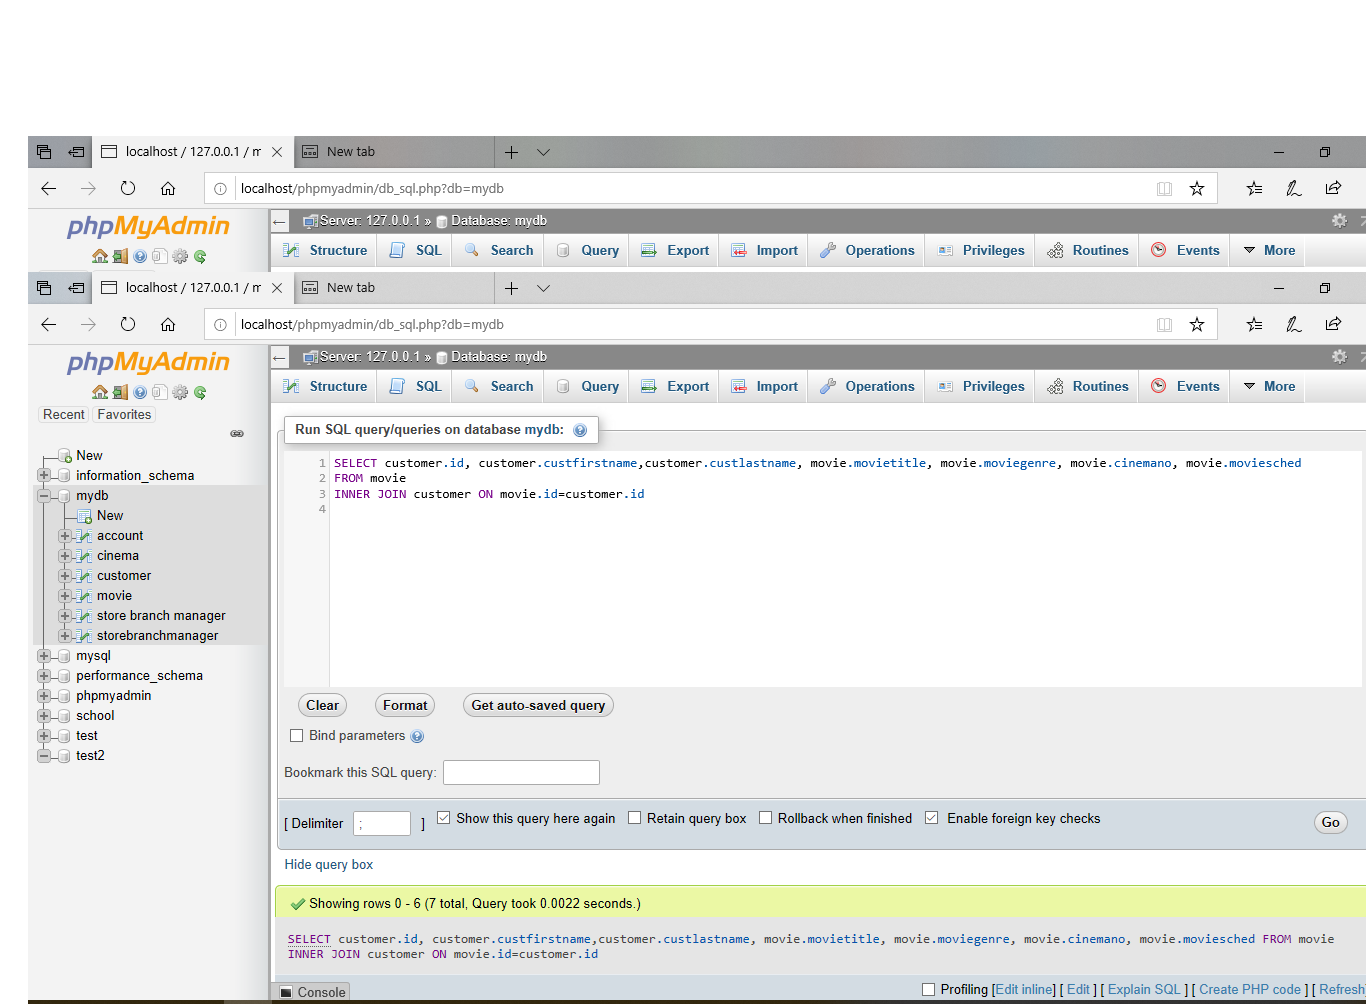 localhost / 127.0.0.1 / m
New tab
localhost/phpmyadmin/db_sql.php?db=mydb
phpMyAdmin
Server: 127.0.0.1 » Database: mydb
Structure SQL Search Query Export Import Operations Privileges Routines Events More
localhost / 127.0.0.1 / m
New tab
localhost/phpmyadmin/db_sql.php?db=mydb
phpMyAdmin
Server: 127.0.0.1 » Database: mydb
Structure SQL Search Query Export Import Operations Privileges Routines Events More
Recent Favorites
New
information_schema
mydb
New
account
cinema
customer
movie
store branch manager
storebranchmanager
mysql
performance_schema
phpmyadmin
school
test
test2
Run SQL query/queries on database mydb:
1 SELECT customer.id, customer.custfirstname,customer.custlastname, movie.movietitle, movie.moviegenre, movie.cinemano, movie.moviesched
2 FROM movie
3 INNER JOIN customer ON movie.id=customer.id
4
Clear Format Get auto-saved query
Bind parameters
Bookmark this SQL query:
[ Delimiter ; ] Show this query here again Retain query box Rollback when finished Enable foreign key checks Go
Hide query box
Showing rows 0 - 6 (7 total, Query took 0.0022 seconds.)
SELECT customer.id, customer.custfirstname,customer.custlastname, movie.movietitle, movie.moviegenre, movie.cinemano, movie.moviesched FROM movie
INNER JOIN customer ON movie.id=customer.id
Profiling [Edit inline] [ Edit ] [ Explain SQL ] [ Create PHP code ] [ Refresh
Console